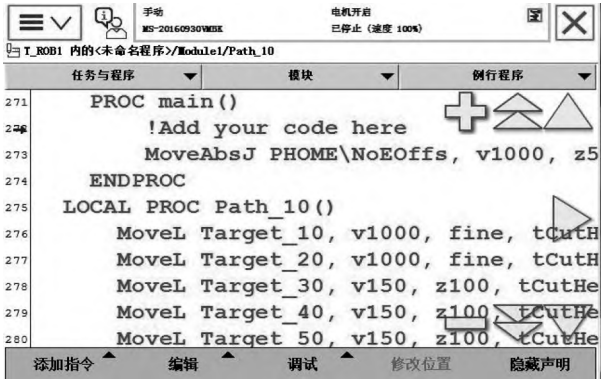 手动
电机开启
MS-20160930VMBK
已停止 (速度 100%)
T_ROB1 内的<未命名程序>/Module1/Path_10
任务与程序
模块
例行程序
271 PROC main()
!Add your code here
273 MoveAbsJ PHOME\NoEOffs, v1000, z5
274 ENDPROC
275 LOCAL PROC Path_10()
276 MoveL Target_10, v1000, fine, tCutH
277 MoveL Target_20, v1000, fine, tCutH
278 MoveL Target_30, v150, z100, tCutHe
279 MoveL Target_40, v150, z100, tCutHe
280 MoveL Target_50, v150, z100, tCutHe
添加指令
编辑
调试
修改位置
隐藏声明